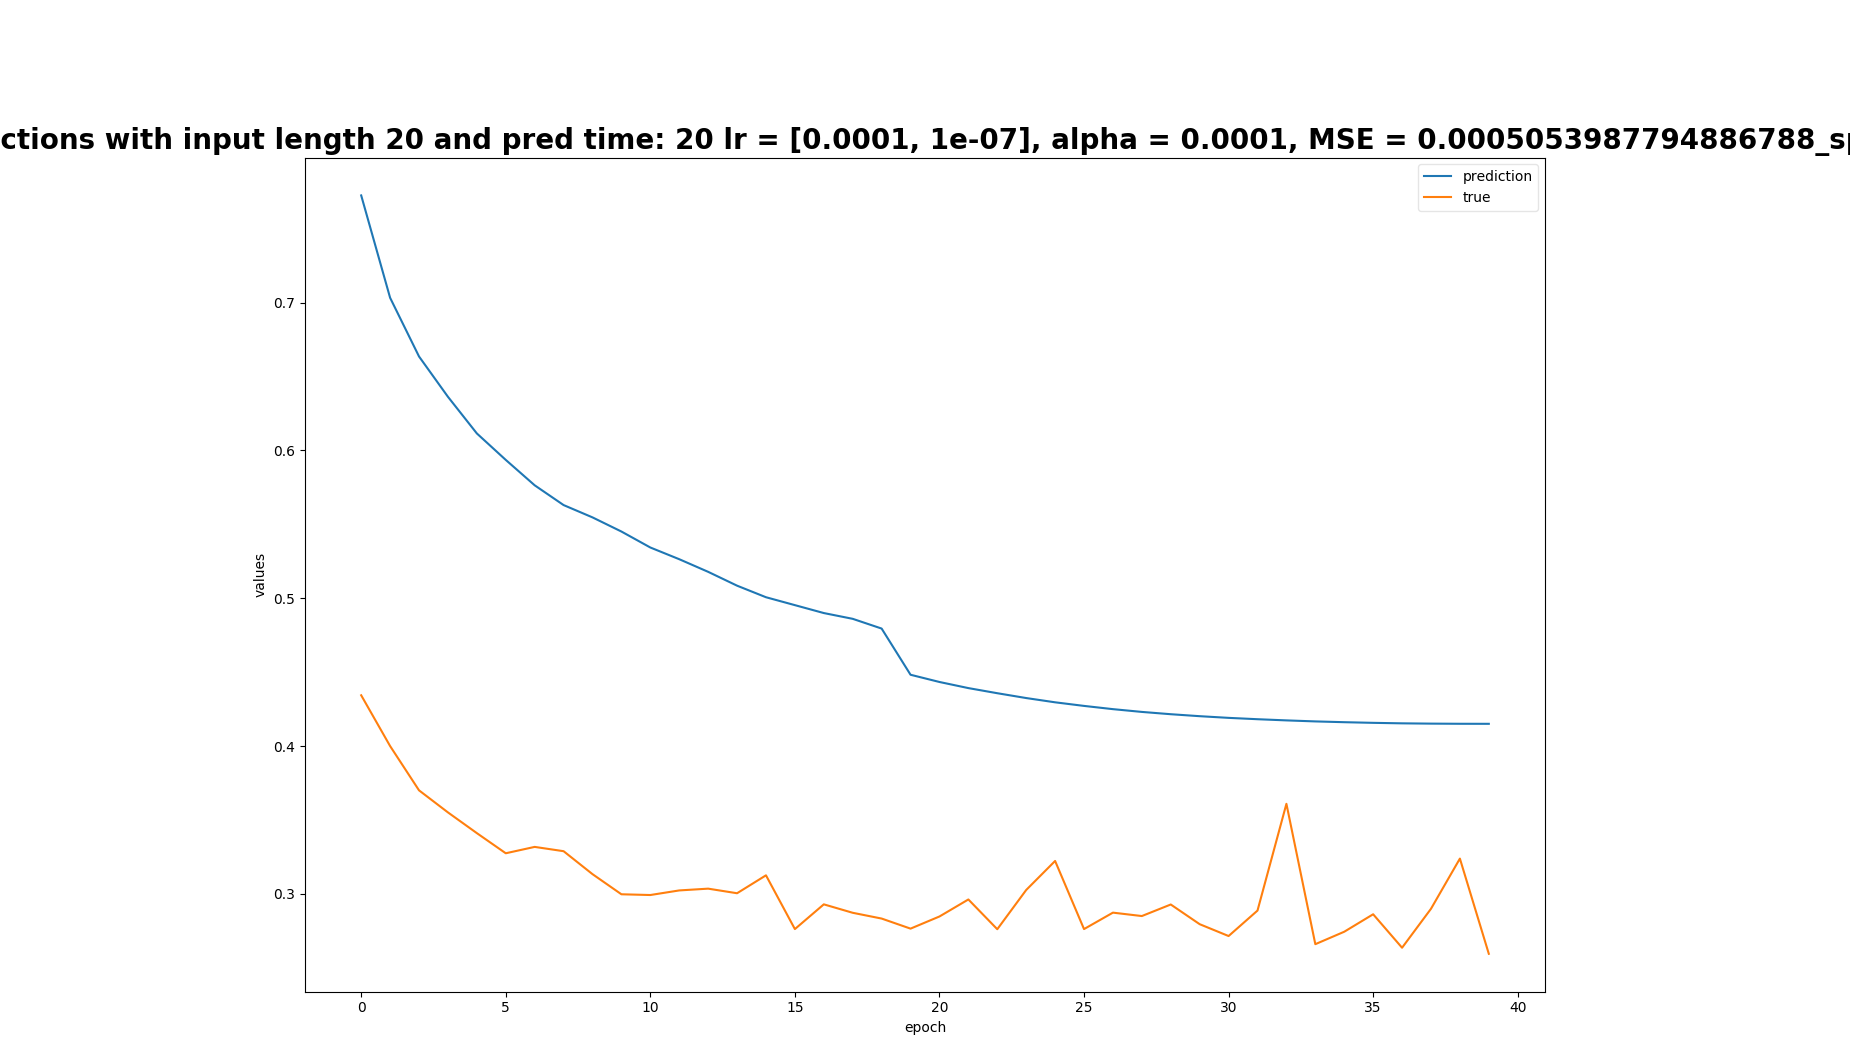 ctions with input length 20 and pred time: 20 lr = [0.0001, 1e-07], alpha = 0.0001, MSE = 0.0005053987794886788_sp
prediction
true
0.7
0.6
0.5
0.4
0.3
values
0 5 10 15 20 25 30 35 40
epoch